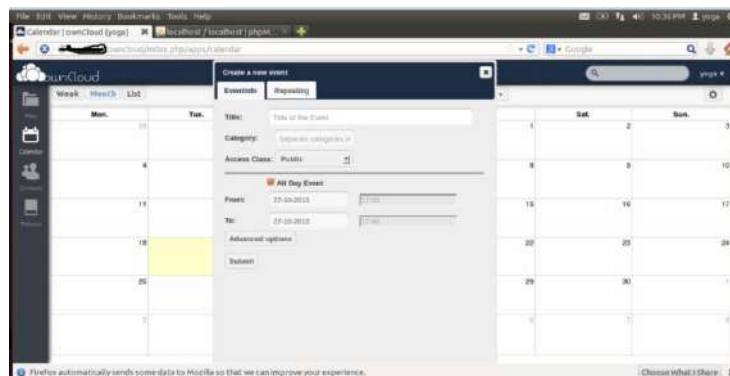 File Edit View History Bookmarks Tools Help
10:36 PM yoga
Calendar | ownCloud (yoga) localhost / localhost | phpM...
owncloud/index.php/apps/calendar
Google
ownCloud
yoga
Week Month List
Create a new event
Eventinfo Repeating
Title: Title of the Event
Category: Separate categories
Access Class: Public
All Day Event
From: 27-10-2013
To: 27-10-2013
Advanced options
Submit
Files
Calendar
Contacts
Mon. Tue. Sat. Sun.
1 2 3
4 8 9 10
11 15 16 17
18 22 23 24
25 29 30
Firefox automatically sends some data to Mozilla so that we can improve your experience.
Choose What I Share